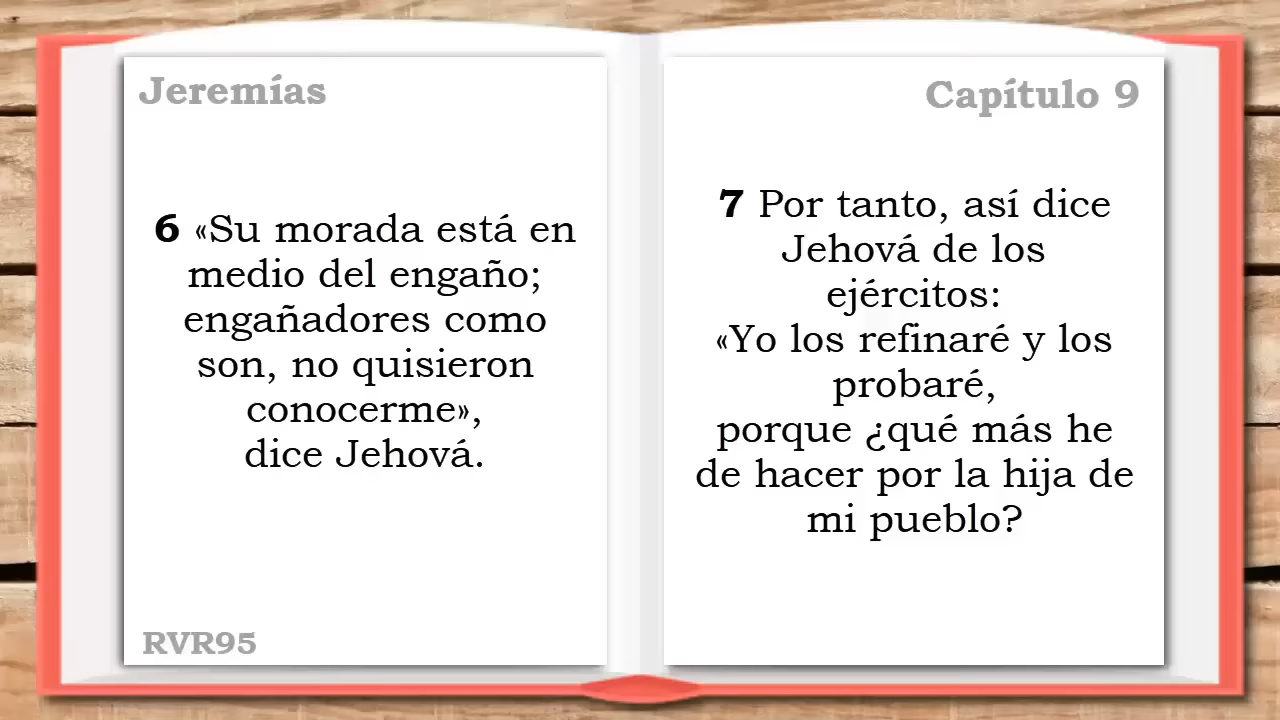 Jeremías
6 «Su morada está en
medio del engaño;
engañadores como
son, no quisieron
conocerme»,
dice Jehová.
RVR95
Capítulo 9
7 Por tanto, así dice
Jehová de los
ejércitos:
«Yo los refinaré y los
probaré,
porque ¿qué más he
de hacer por la hija de
mi pueblo?